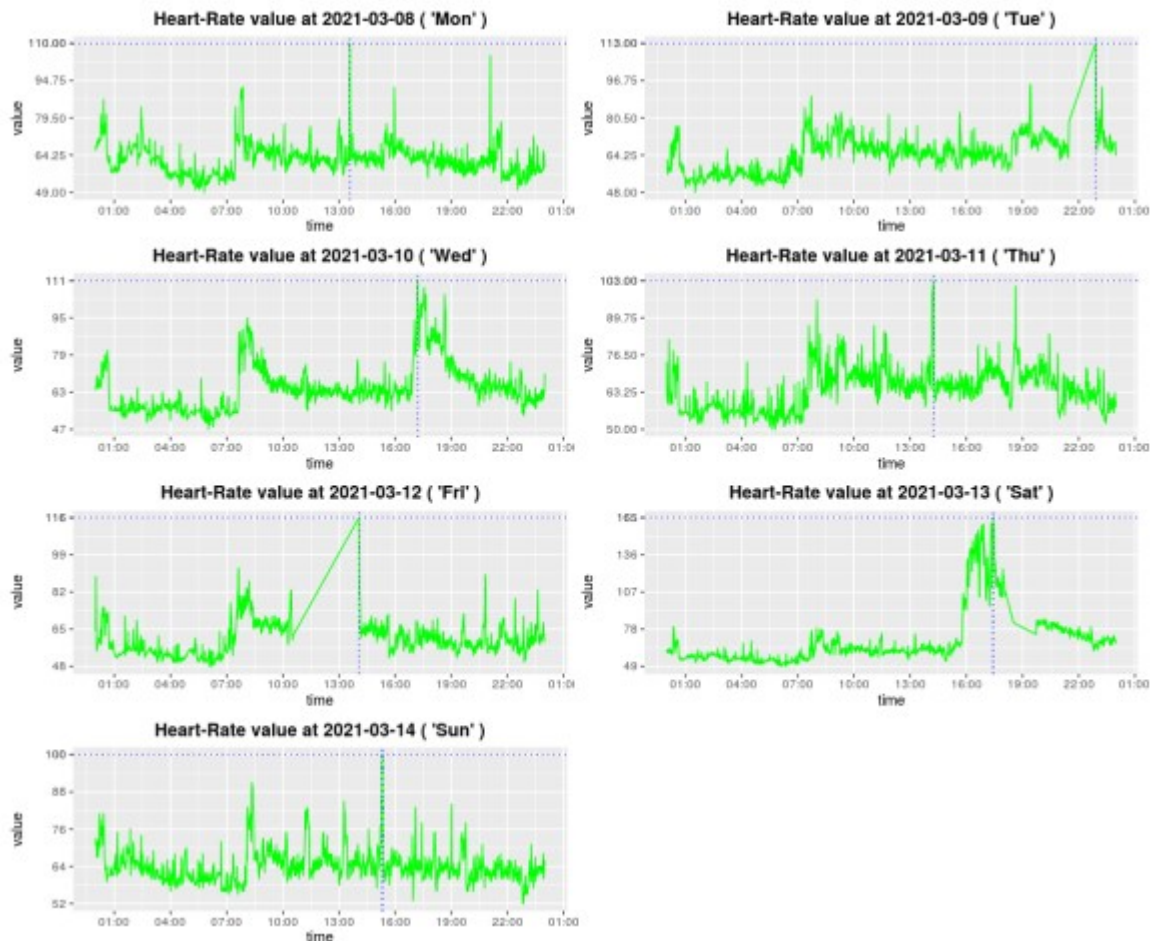 Heart-Rate value at 2021-03-08 ( 'Mon' )
110.00
94.75
79.50
64.25
49.00
value
01:00 04:00 07:00 10:00 13:00 16:00 19:00 22:00 01:0
time
Heart-Rate value at 2021-03-09 ( 'Tue' )
113.00
96.75
80.50
64.25
48.00
value
01:00 04:00 07:00 10:00 13:00 16:00 19:00 22:00 01:00
time
Heart-Rate value at 2021-03-10 ( 'Wed' )
111
95
79
63
47
value
01:00 04:00 07:00 10:00 13:00 16:00 19:00 22:00 01:00
time
Heart-Rate value at 2021-03-11 ( 'Thu' )
103.00
89.75
76.50
63.25
50.00
value
01:00 04:00 07:00 10:00 13:00 16:00 19:00 22:00 01:00
time
Heart-Rate value at 2021-03-12 ( 'Fri' )
116
99
82
65
48
value
01:00 04:00 07:00 10:00 13:00 16:00 19:00 22:00 01:00
time
Heart-Rate value at 2021-03-13 ( 'Sat' )
165
136
107
78
49
value
01:00 04:00 07:00 10:00 13:00 16:00 19:00 22:00 01:00
time
Heart-Rate value at 2021-03-14 ( 'Sun' )
100
88
76
64
52
value
01:00 04:00 07:00 10:00 13:00 16:00 19:00 22:00 01:00
time